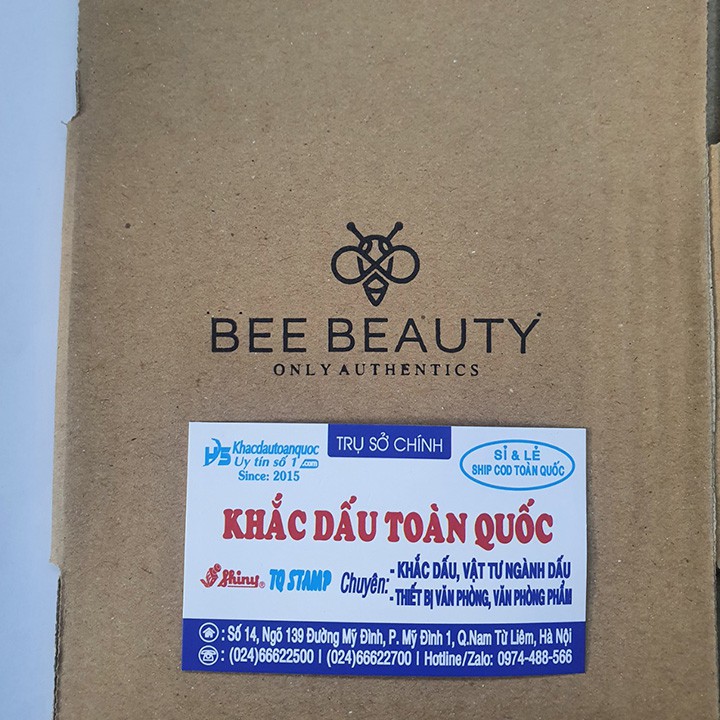 BEE BEAUTY
ONLY AUTHENTICS
Khacdautoanquoc
Uy tín số 1 .com
Since: 2015
TRỤ SỞ CHÍNH
SỈ & LẺ
SHIP COD TOÀN QUỐC
KHẮC DẤU TOÀN QUỐC
Shiny® TQ STAMP Chuyên:
- KHẮC DẤU, VẬT TƯ NGÀNH DẤU
- THIẾT BỊ VĂN PHÒNG, VĂN PHÒNG PHẨM
: Số 14, Ngõ 139 Đường Mỹ Đình, P. Mỹ Đình 1, Q.Nam Từ Liêm, Hà Nội
: (024)66622500 | (024)66622700 | Hotline/Zalo: 0974-488-566